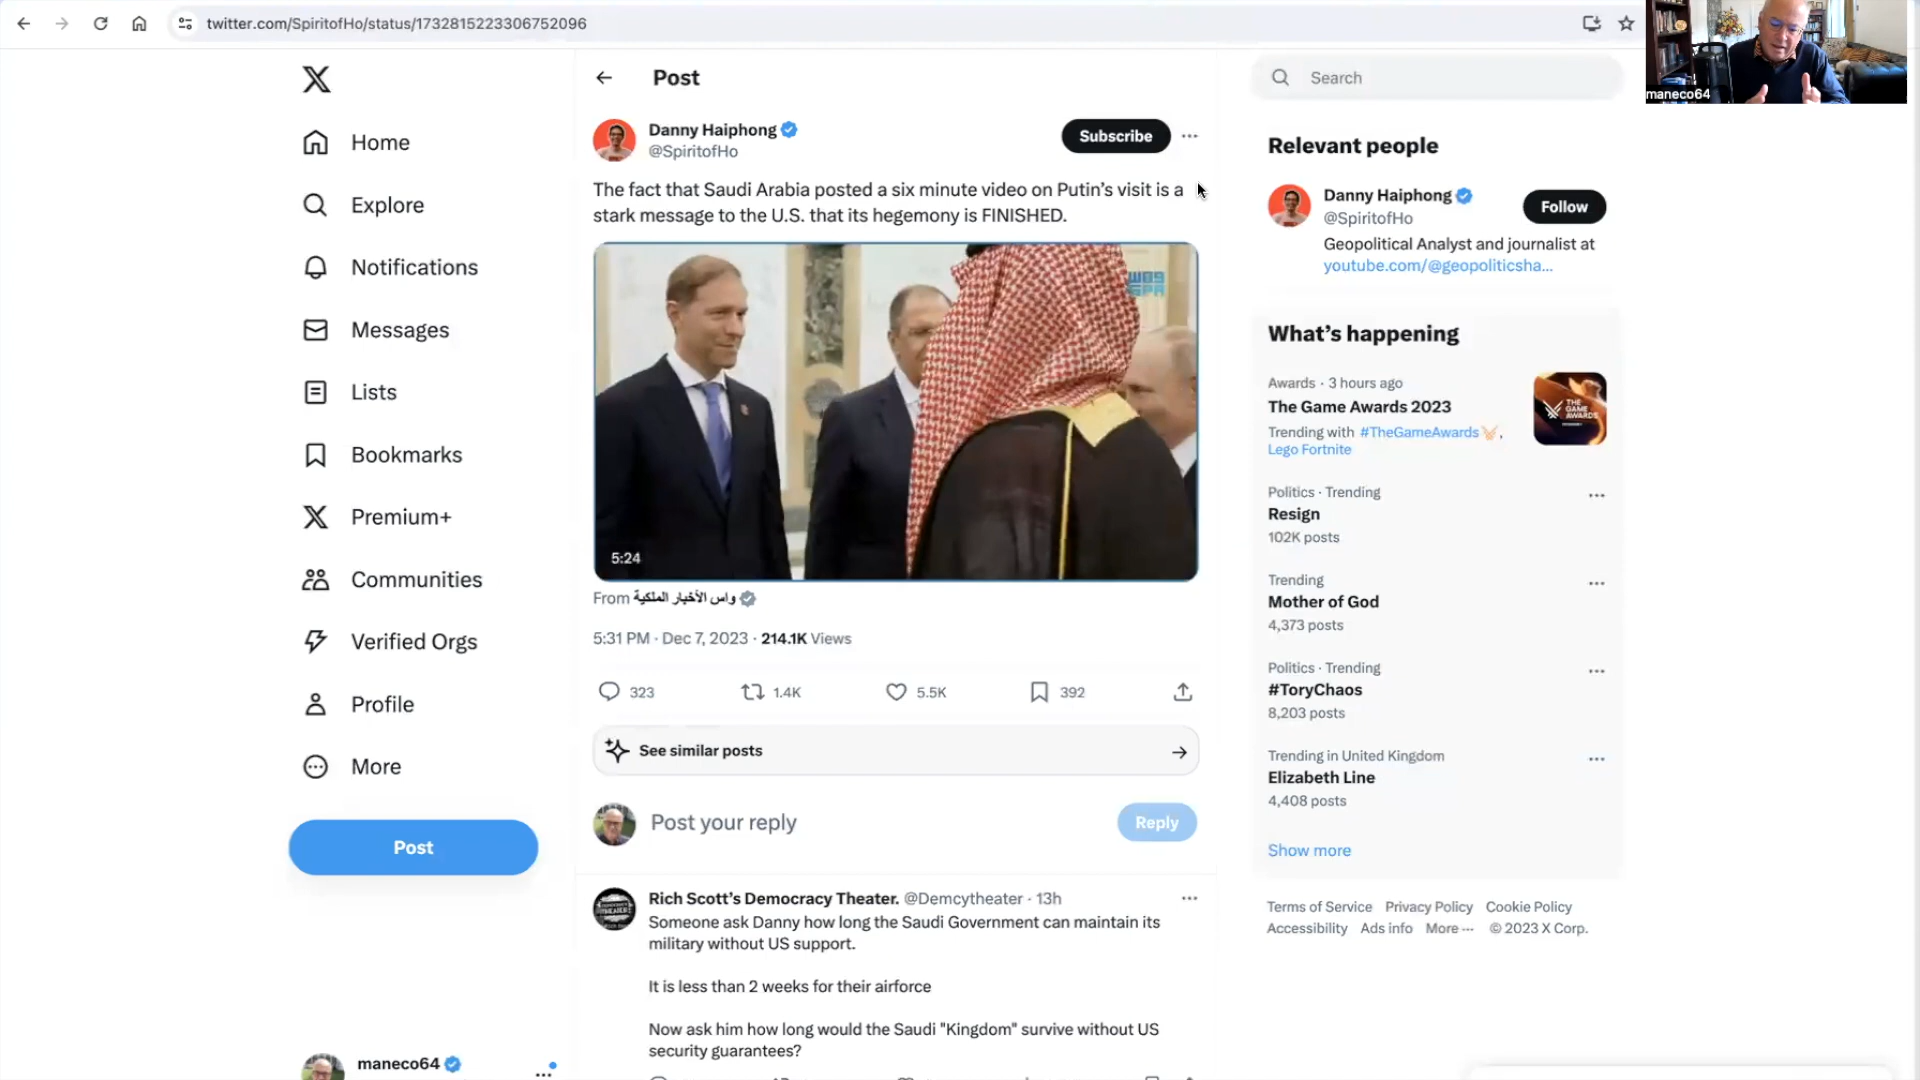 twitter.com/SpiritofHo/status/1732815223306752096
maneco64
Home
Explore
Notifications
Messages
Lists
Bookmarks
Premium+
Communities
Verified Orgs
Profile
More
Post
maneco64
Post
Danny Haiphong
@SpiritofHo
Subscribe
The fact that Saudi Arabia posted a six minute video on Putin’s visit is a
stark message to the U.S. that its hegemony is FINISHED.
5:24
From واس الأخبار الملكية
5:31 PM · Dec 7, 2023 · 214.1K Views
323
1.4K
5.5K
392
See similar posts
Post your reply
Reply
Rich Scott’s Democracy Theater. @Demcytheater · 13h
Someone ask Danny how long the Saudi Government can maintain its
military without US support.
It is less than 2 weeks for their airforce
Now ask him how long would the Saudi "Kingdom" survive without US
security guarantees?
Search
Relevant people
Danny Haiphong
@SpiritofHo
Follow
Geopolitical Analyst and journalist at
youtube.com/@geopoliticsha...
What’s happening
Awards · 3 hours ago
The Game Awards 2023
Trending with #TheGameAwards,
Lego Fortnite
THE
GAME
AWARDS
Politics · Trending
Resign
102K posts
Trending
Mother of God
4,373 posts
Politics · Trending
#ToryChaos
8,203 posts
Trending in United Kingdom
Elizabeth Line
4,408 posts
Show more
Terms of Service Privacy Policy Cookie Policy
Accessibility Ads info More ··· © 2023 X Corp.